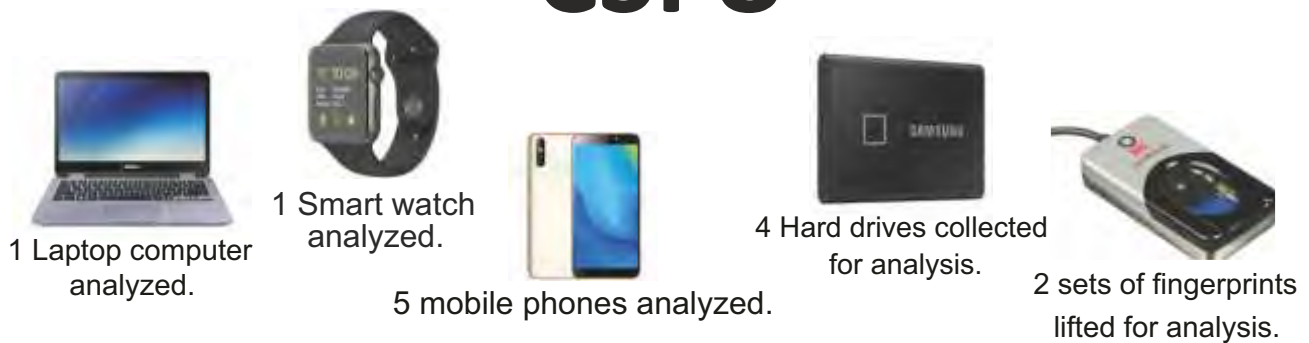 1 Laptop computer
analyzed.
1 Smart watch
analyzed.
5 mobile phones analyzed.
SAMSUNG
4 Hard drives collected
for analysis.
2 sets of fingerprints
lifted for analysis.